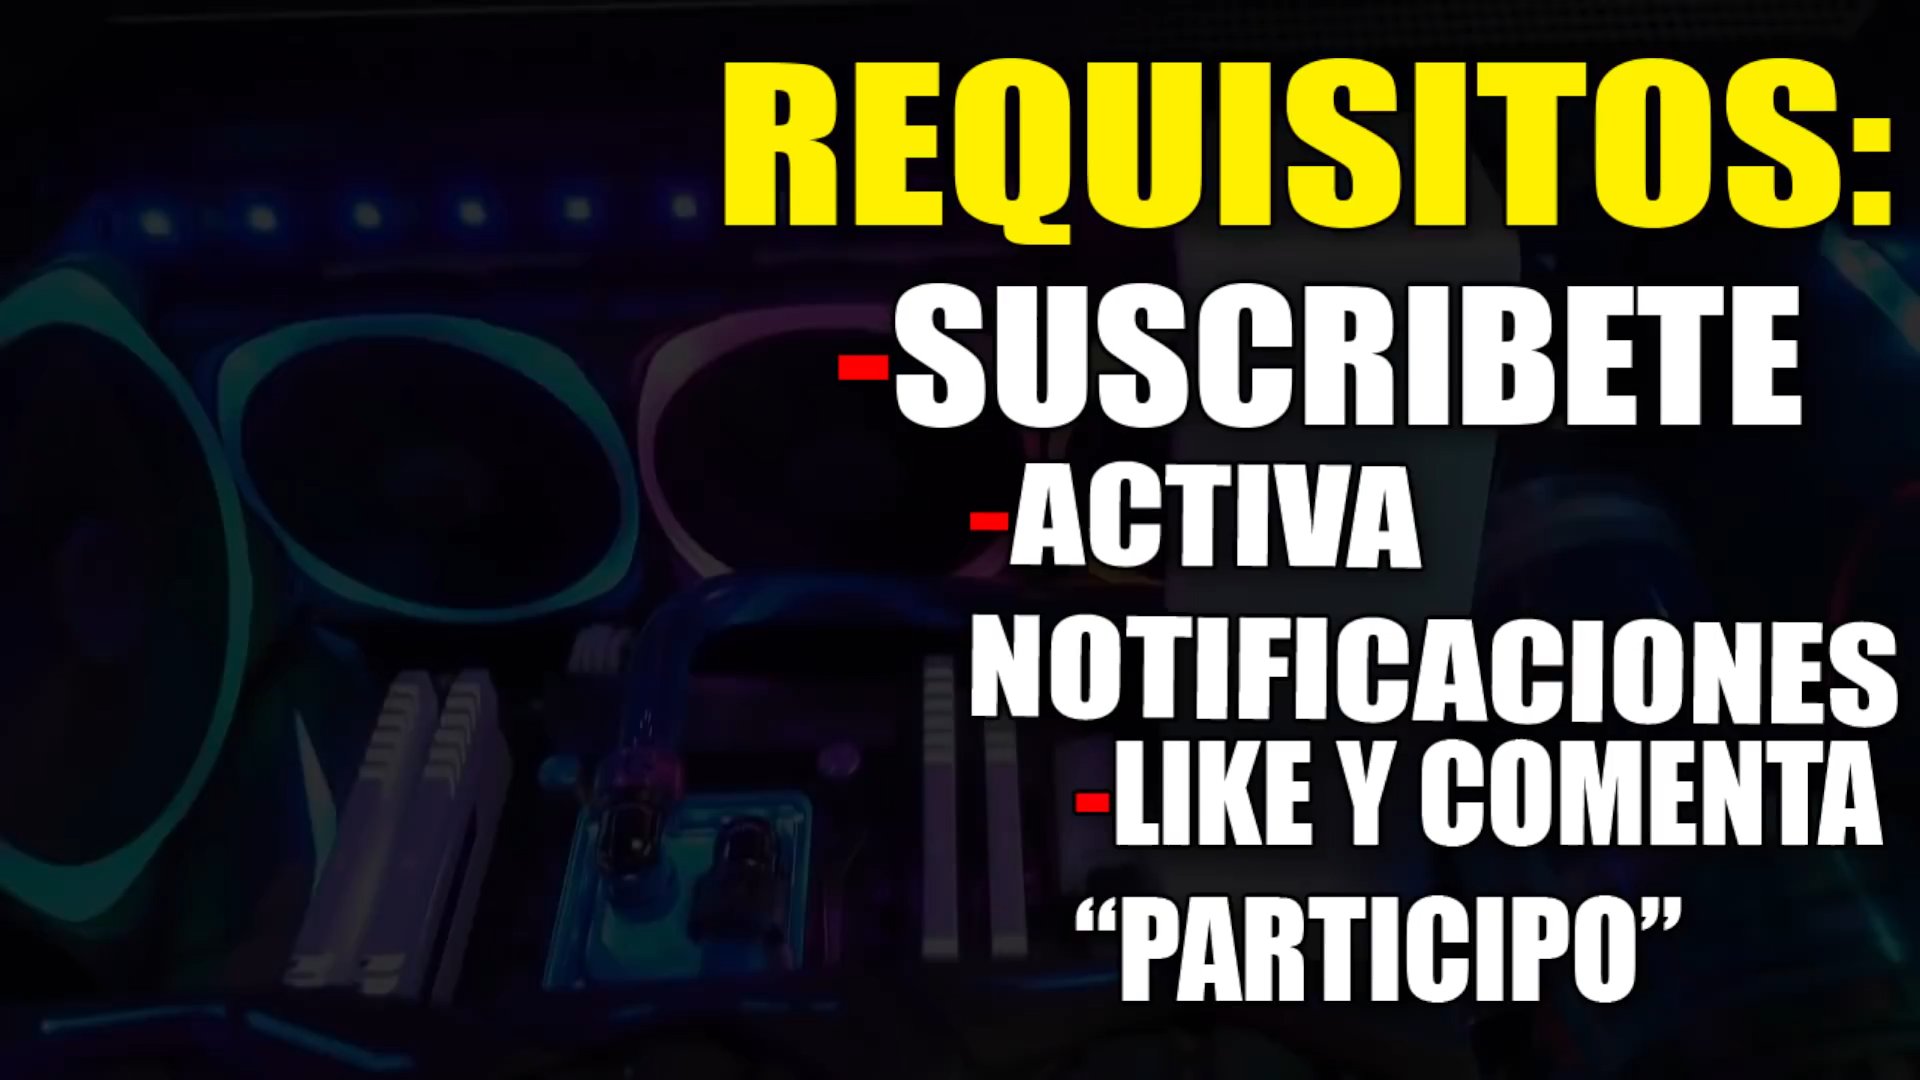 REQUISITOS:
-SUSCRIBETE
-ACTIVA
NOTIFICACIONES
-LIKE Y COMENTA
“PARTICIPO”